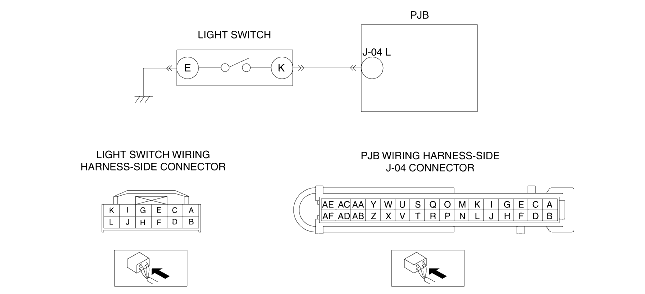 PJB
LIGHT SWITCH
J-04 L
E
K
LIGHT SWITCH WIRING
HARNESS-SIDE CONNECTOR
PJB WIRING HARNESS-SIDE
J-04 CONNECTOR
K I G E C A
L J H F D B
AE AC AA Y W U S Q O M K I G E C A
AF AD AB Z X V T R P N L J H F D B